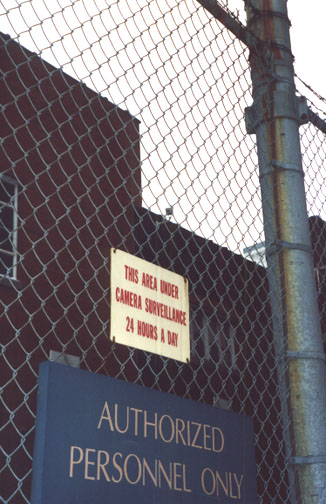 THIS AREA UNDER
CAMERA SURVEILLANCE
24 HOURS A DAY
AUTHORIZED
PERSONNEL ONLY